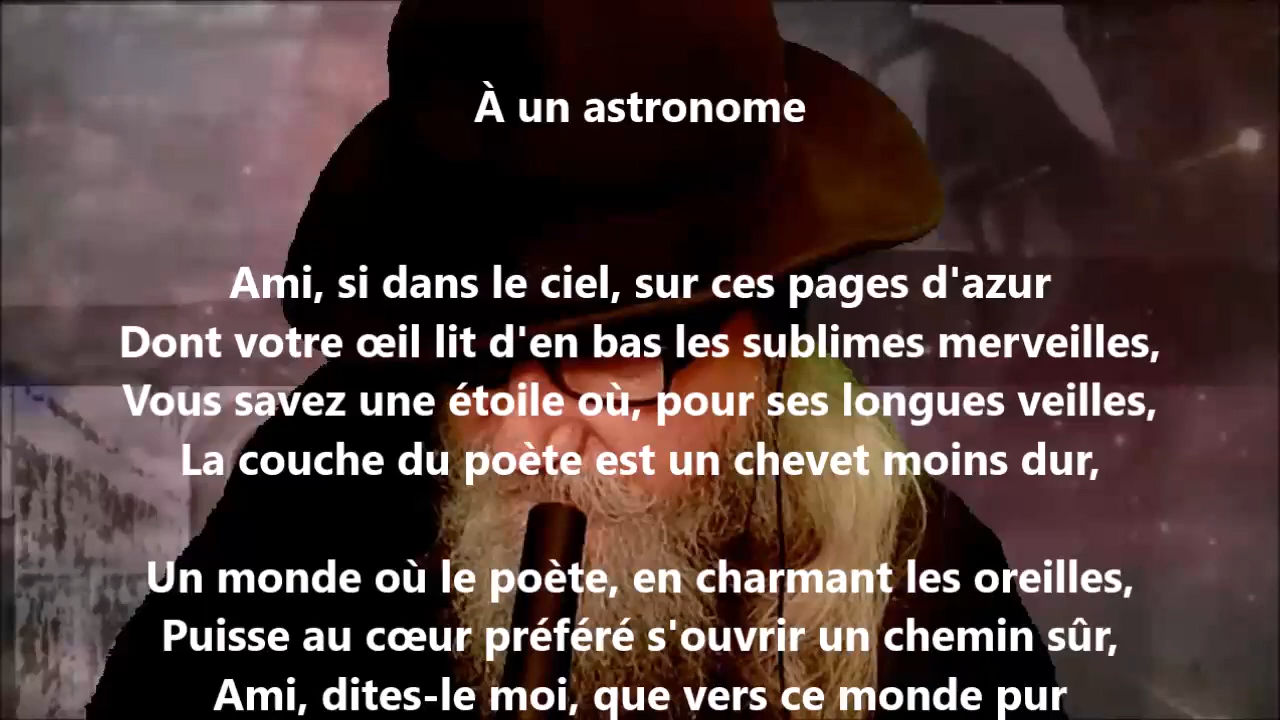 À un astronome
Ami, si dans le ciel, sur ces pages d'azur
Dont votre œil lit d'en bas les sublimes merveilles,
Vous savez une étoile où, pour ses longues veilles,
La couche du poète est un chevet moins dur,
Un monde où le poète, en charmant les oreilles,
Puisse au cœur préféré s'ouvrir un chemin sûr,
Ami, dites-le moi, que vers ce monde pur